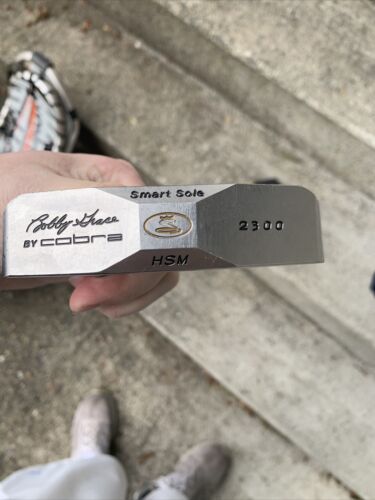 Smart Sole
Bobby Grace
BY cobra
2300
HSM